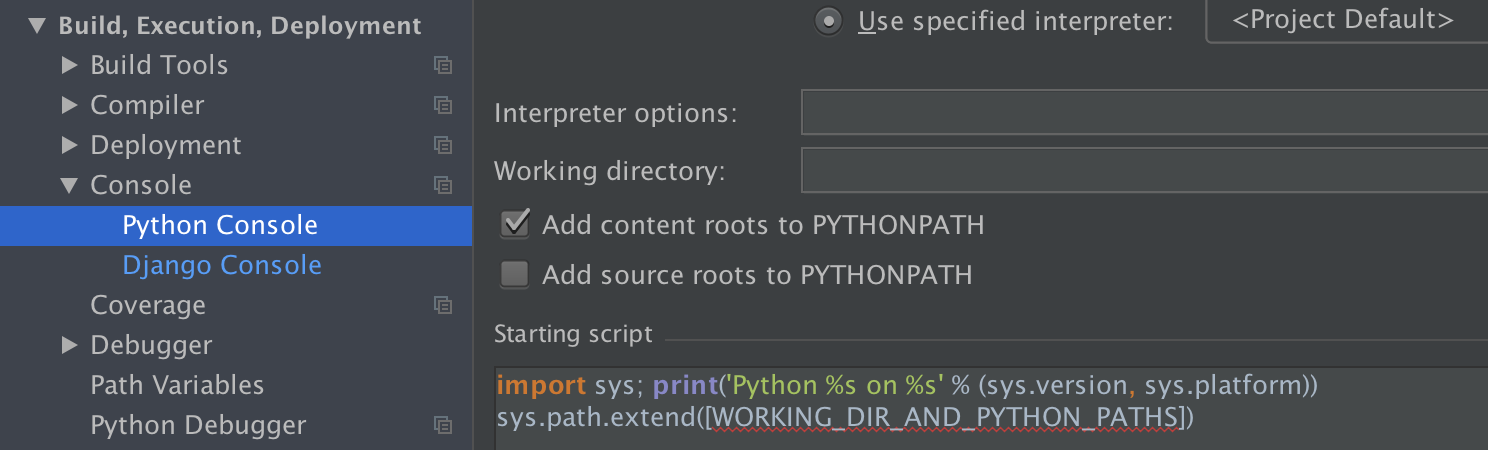 Build, Execution, Deployment
Build Tools
Compiler
Deployment
Console
Python Console
Django Console
Coverage
Debugger
Path Variables
Python Debugger
Use specified interpreter:
<Project Default>
Interpreter options:
Working directory:
Add content roots to PYTHONPATH
Add source roots to PYTHONPATH
Starting script
import sys; print('Python %s on %s' % (sys.version, sys.platform))
sys.path.extend([WORKING_DIR_AND_PYTHON_PATHS])